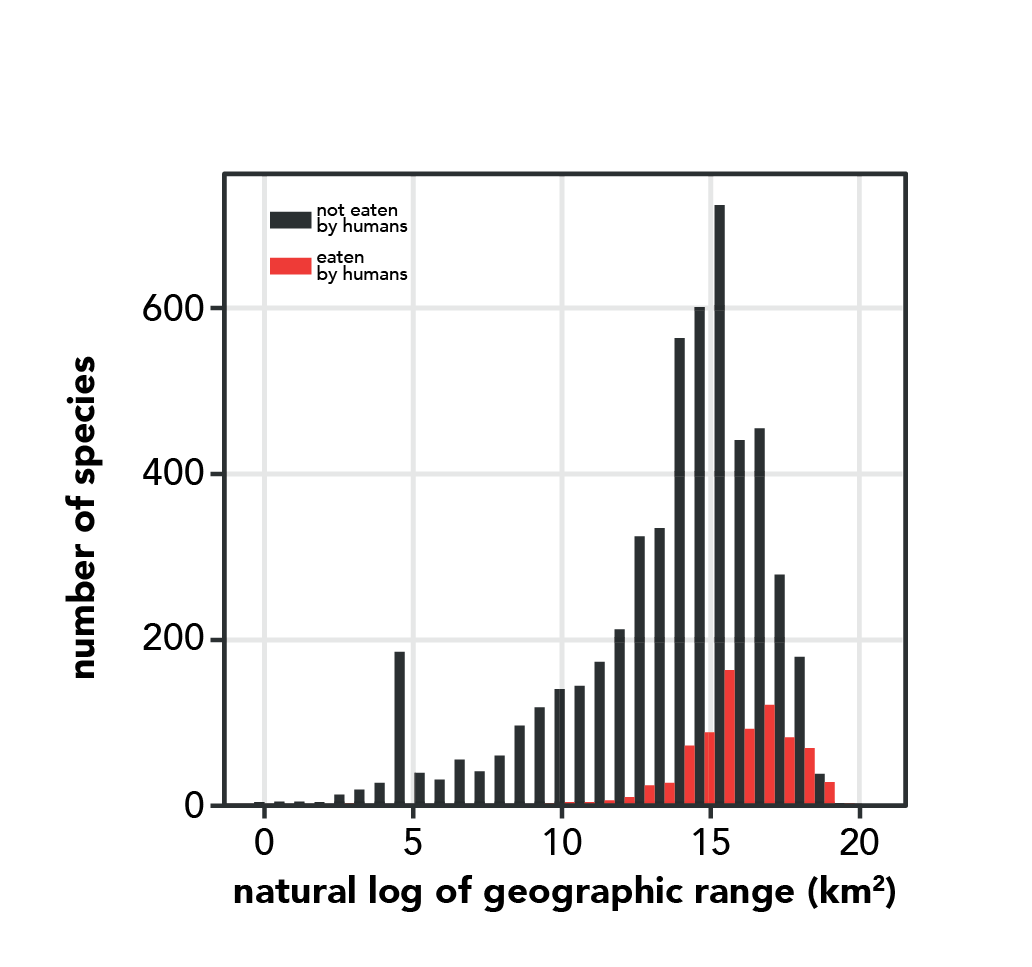 not eaten
by humans
eaten
by humans
600
400
200
0
number of species
0 5 10 15 20
natural log of geographic range (km²)